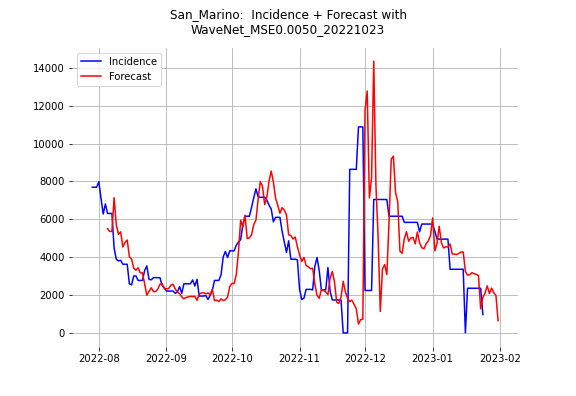 San_Marino:  Incidence + Forecast with
WaveNet_MSE0.0050_20221023
Incidence
Forecast
14000
12000
10000
8000
6000
4000
2000
0
2022-08 2022-09 2022-10 2022-11 2022-12 2023-01 2023-02